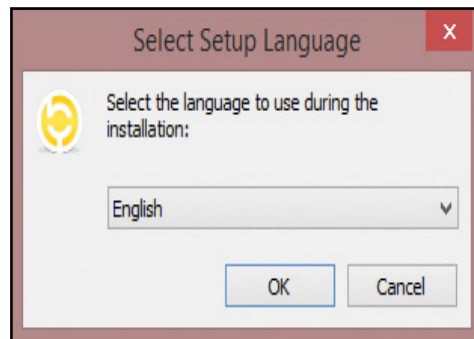 Select Setup Language
x
Select the language to use during the
installation:
English
OK
Cancel